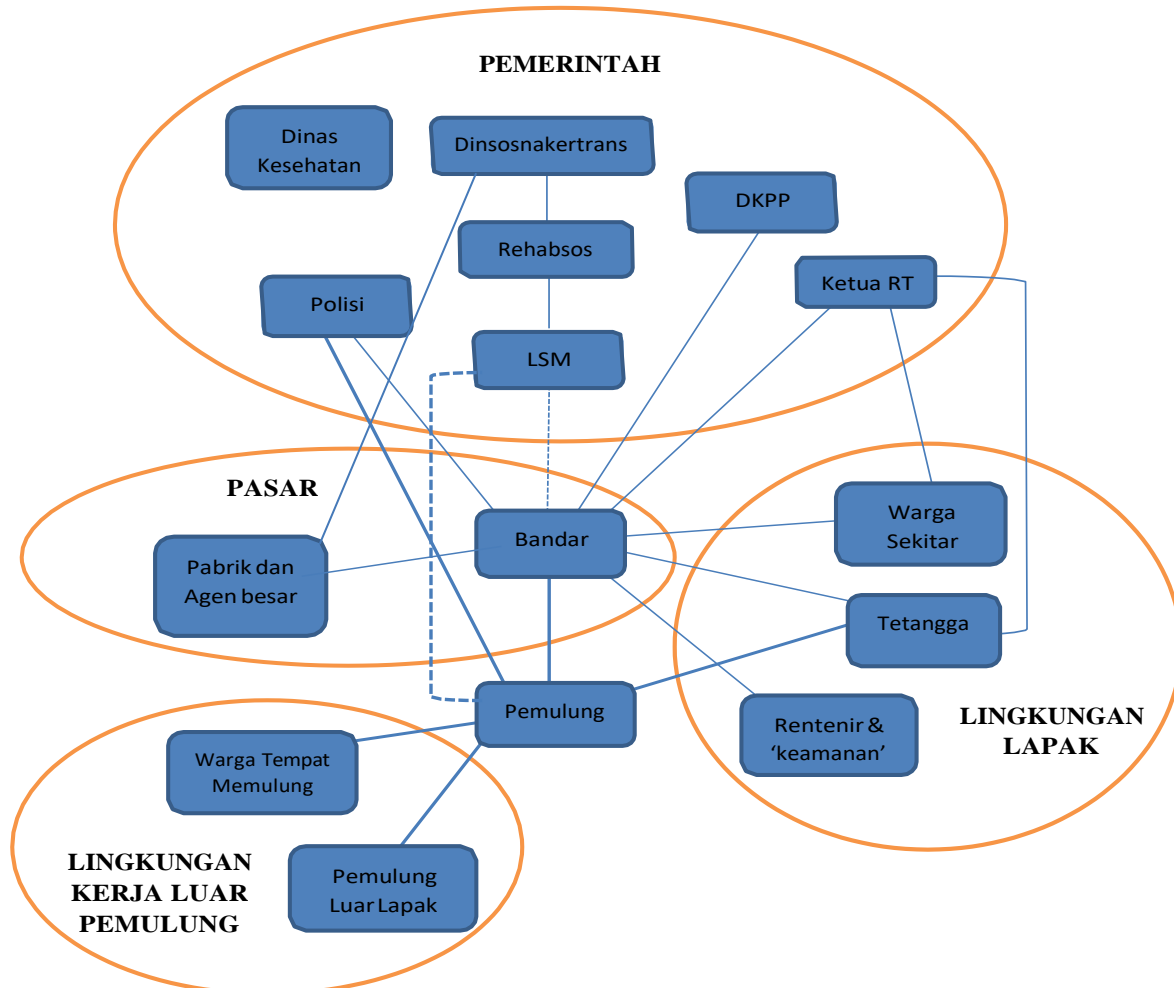 PEMERINTAH
Dinas
Kesehatan
Dinsosnakertrans
DKPP
Rehabsos
Ketua RT
Polisi
LSM
PASAR
Warga
Sekitar
Bandar
Pabrik dan
Agen besar
Tetangga
Pemulung
Rentenir &
‘keamanan’
LINGKUNGAN
LAPAK
Warga Tempat
Memulung
LINGKUNGAN
KERJA LUAR
PEMULUNG
Pemulung
Luar Lapak